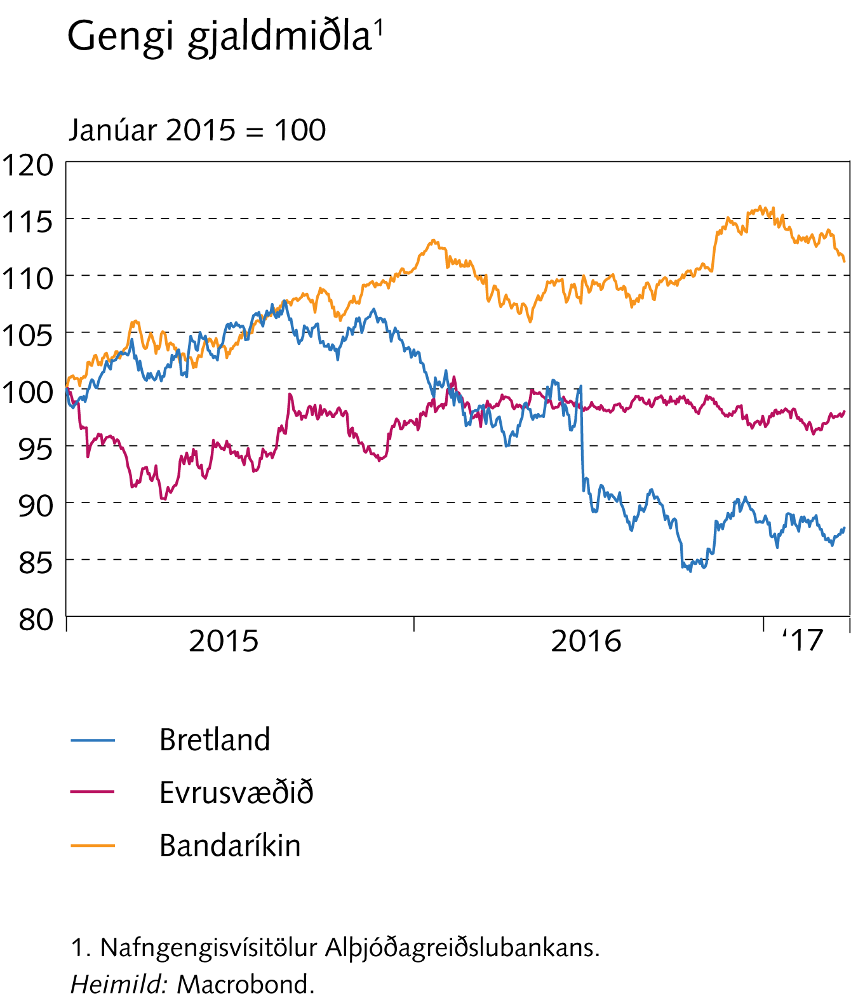 Gengi gjaldmiðla¹
Janúar 2015 = 100
120
115
110
105
100
95
90
85
80
2015 2016 ‘17
Bretland
Evrusvæðið
Bandaríkin
1. Nafngengisvísitölur Alþjóðagreiðslubankans.
Heimild: Macrobond.